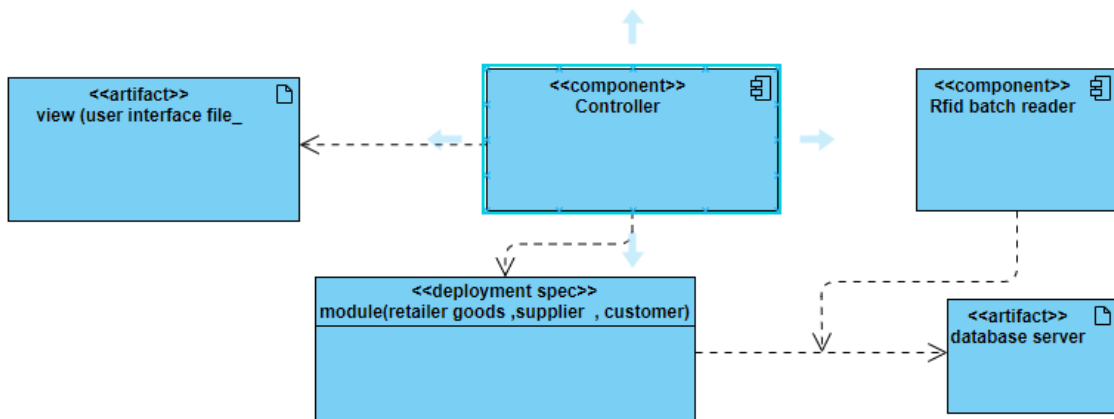 <<artifact>>
view (user interface file_
<<component>>
Controller
<<component>>
Rfid batch reader
<<deployment spec>>
module(retailer goods ,supplier , customer)
<<artifact>>
database server